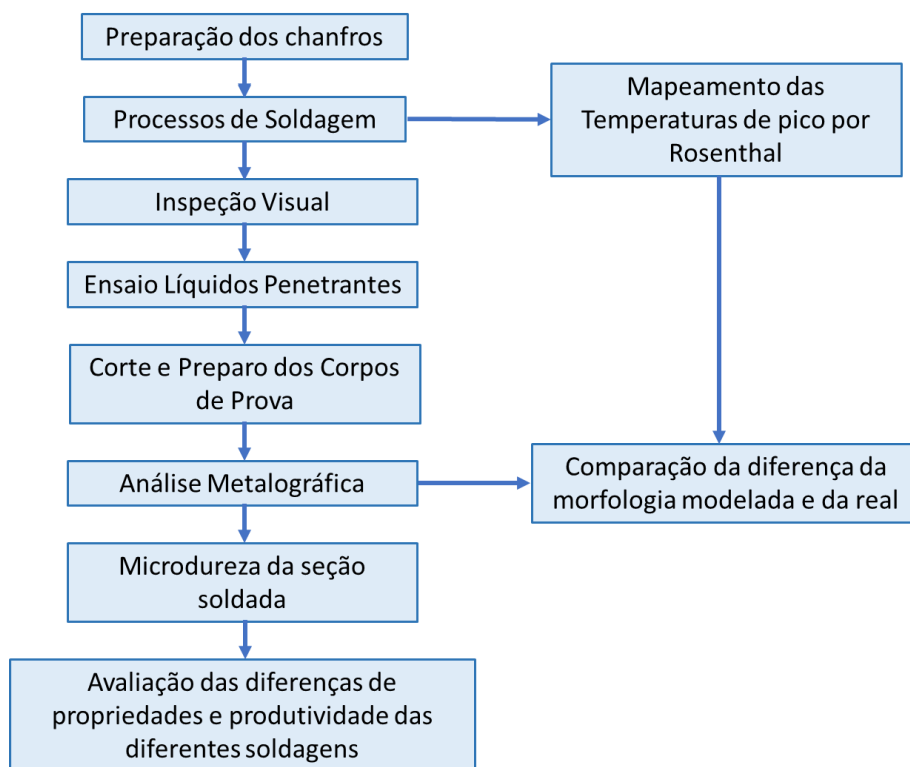 Preparação dos chanfros
Processos de Soldagem
Mapeamento das
Temperaturas de pico por
Rosenthal
Inspeção Visual
Ensaio Líquidos Penetrantes
Corte e Preparo dos Corpos
de Prova
Análise Metalográfica
Comparação da diferença da
morfologia modelada e da real
Microdureza da seção
soldada
Avaliação das diferenças de
propriedades e produtividade das
diferentes soldagens